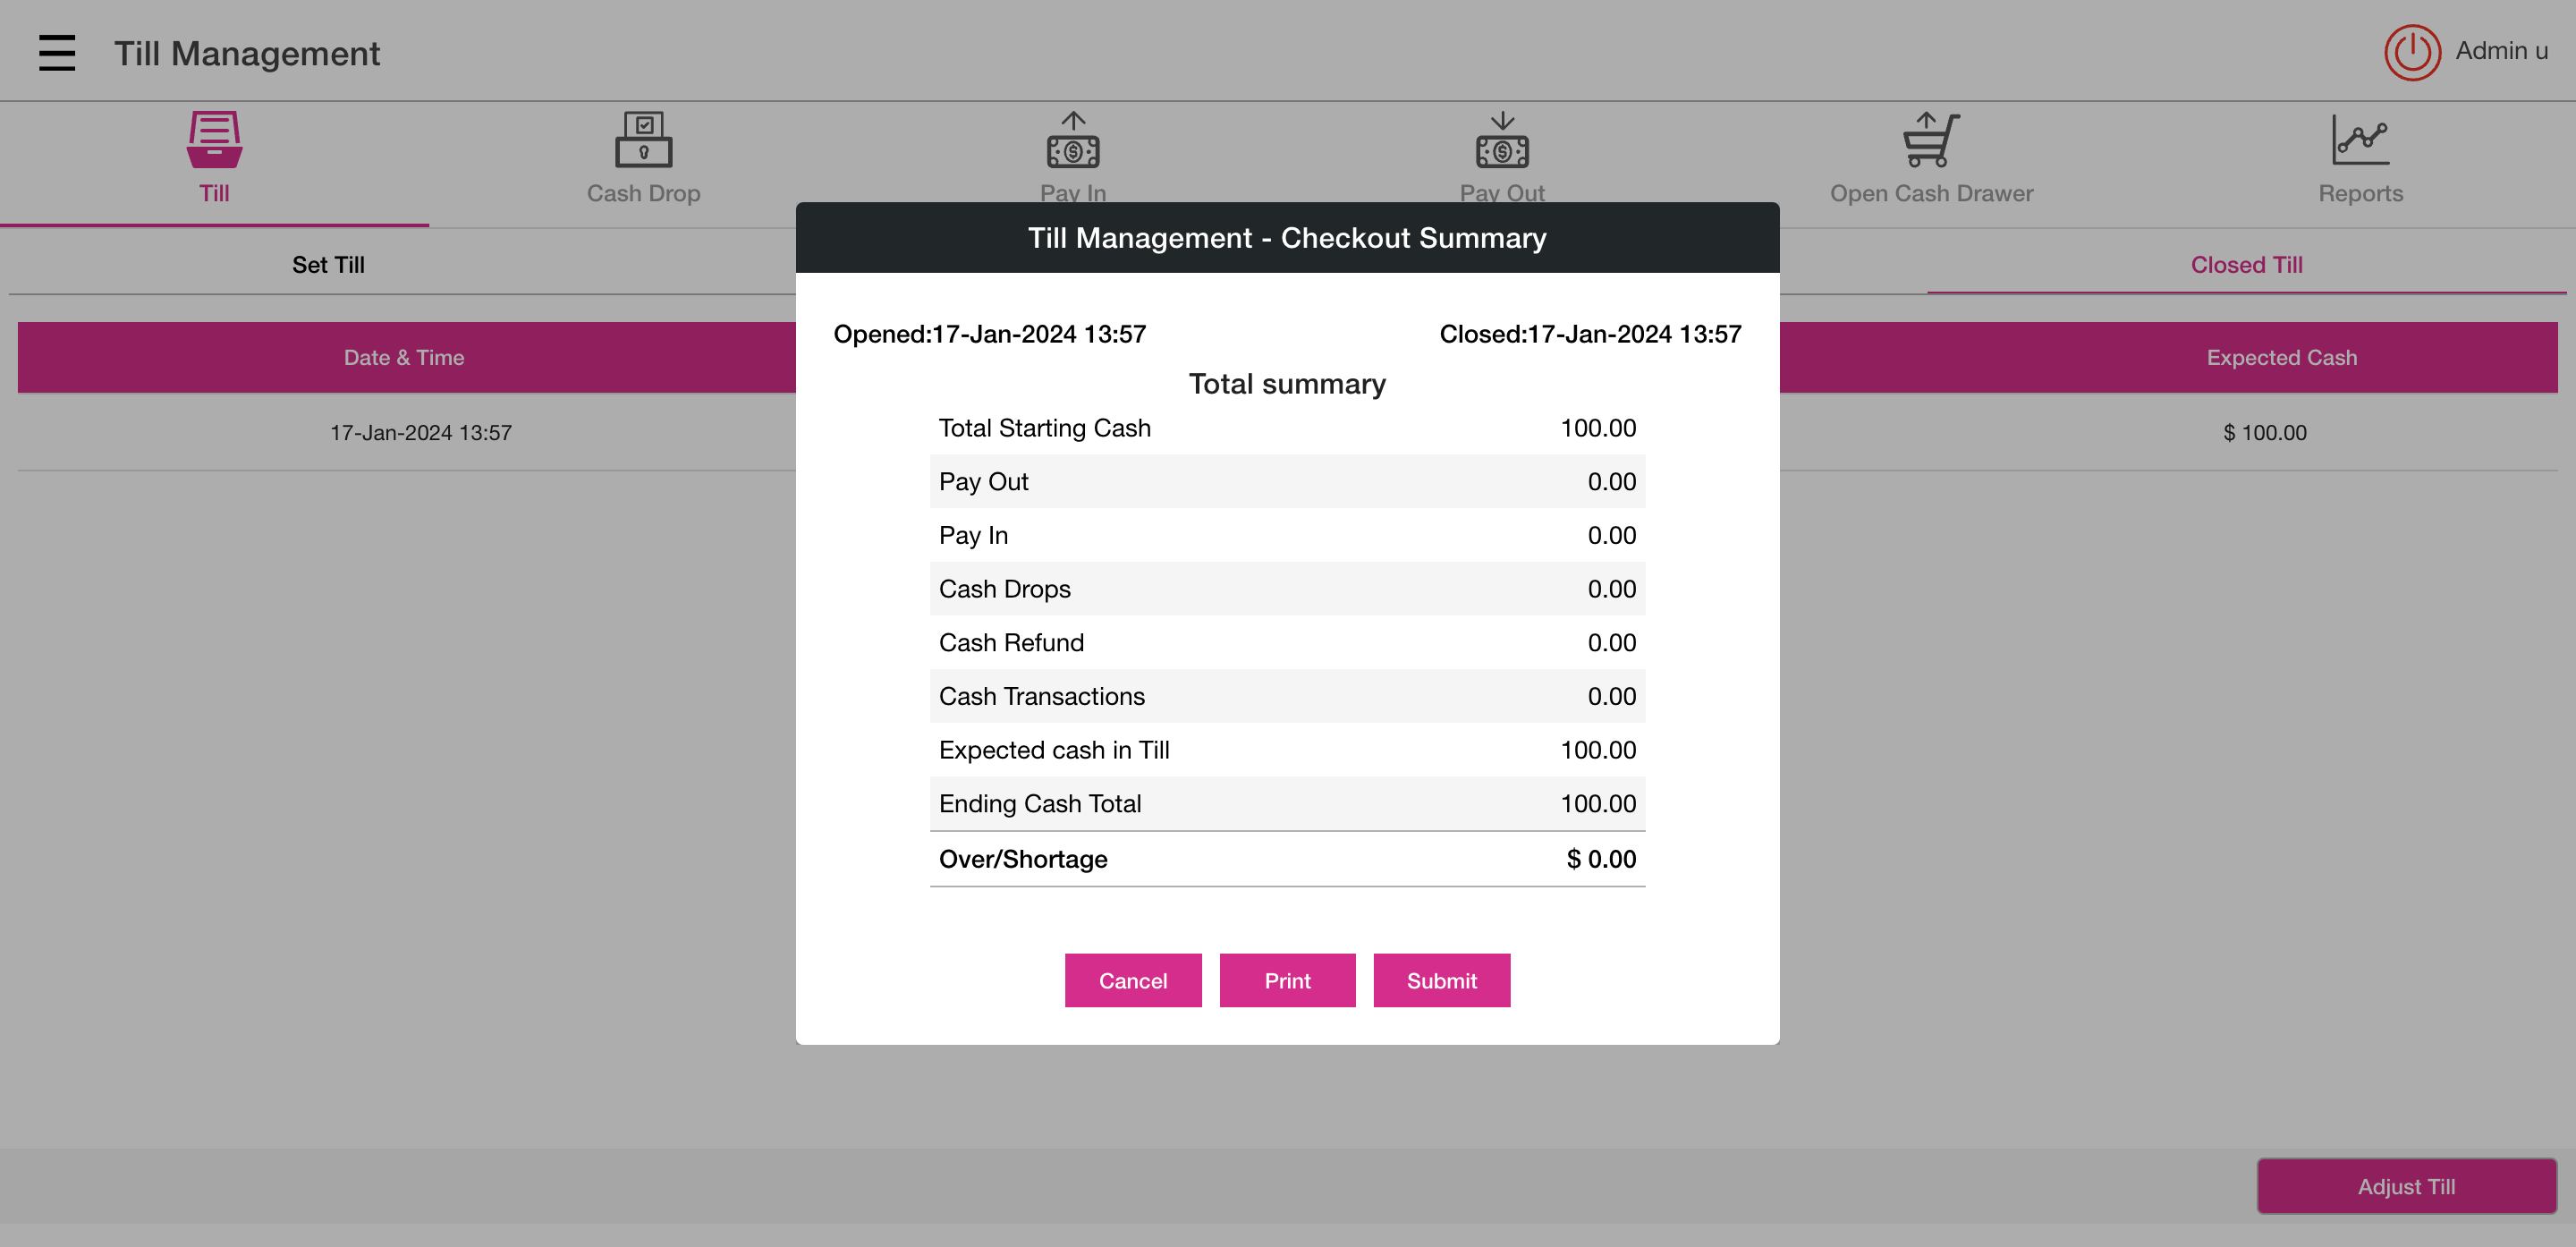 Till Management
Admin u
Till
Cash Drop
Pay In
Pay Out
Open Cash Drawer
Reports
Set Till
Closed Till
Date & Time
Expected Cash
17-Jan-2024 13:57
$ 100.00
Till Management - Checkout Summary
Opened:17-Jan-2024 13:57 Closed:17-Jan-2024 13:57
Total summary
Total Starting Cash 100.00
Pay Out 0.00
Pay In 0.00
Cash Drops 0.00
Cash Refund 0.00
Cash Transactions 0.00
Expected cash in Till 100.00
Ending Cash Total 100.00
Over/Shortage $ 0.00
Cancel Print Submit
Adjust Till